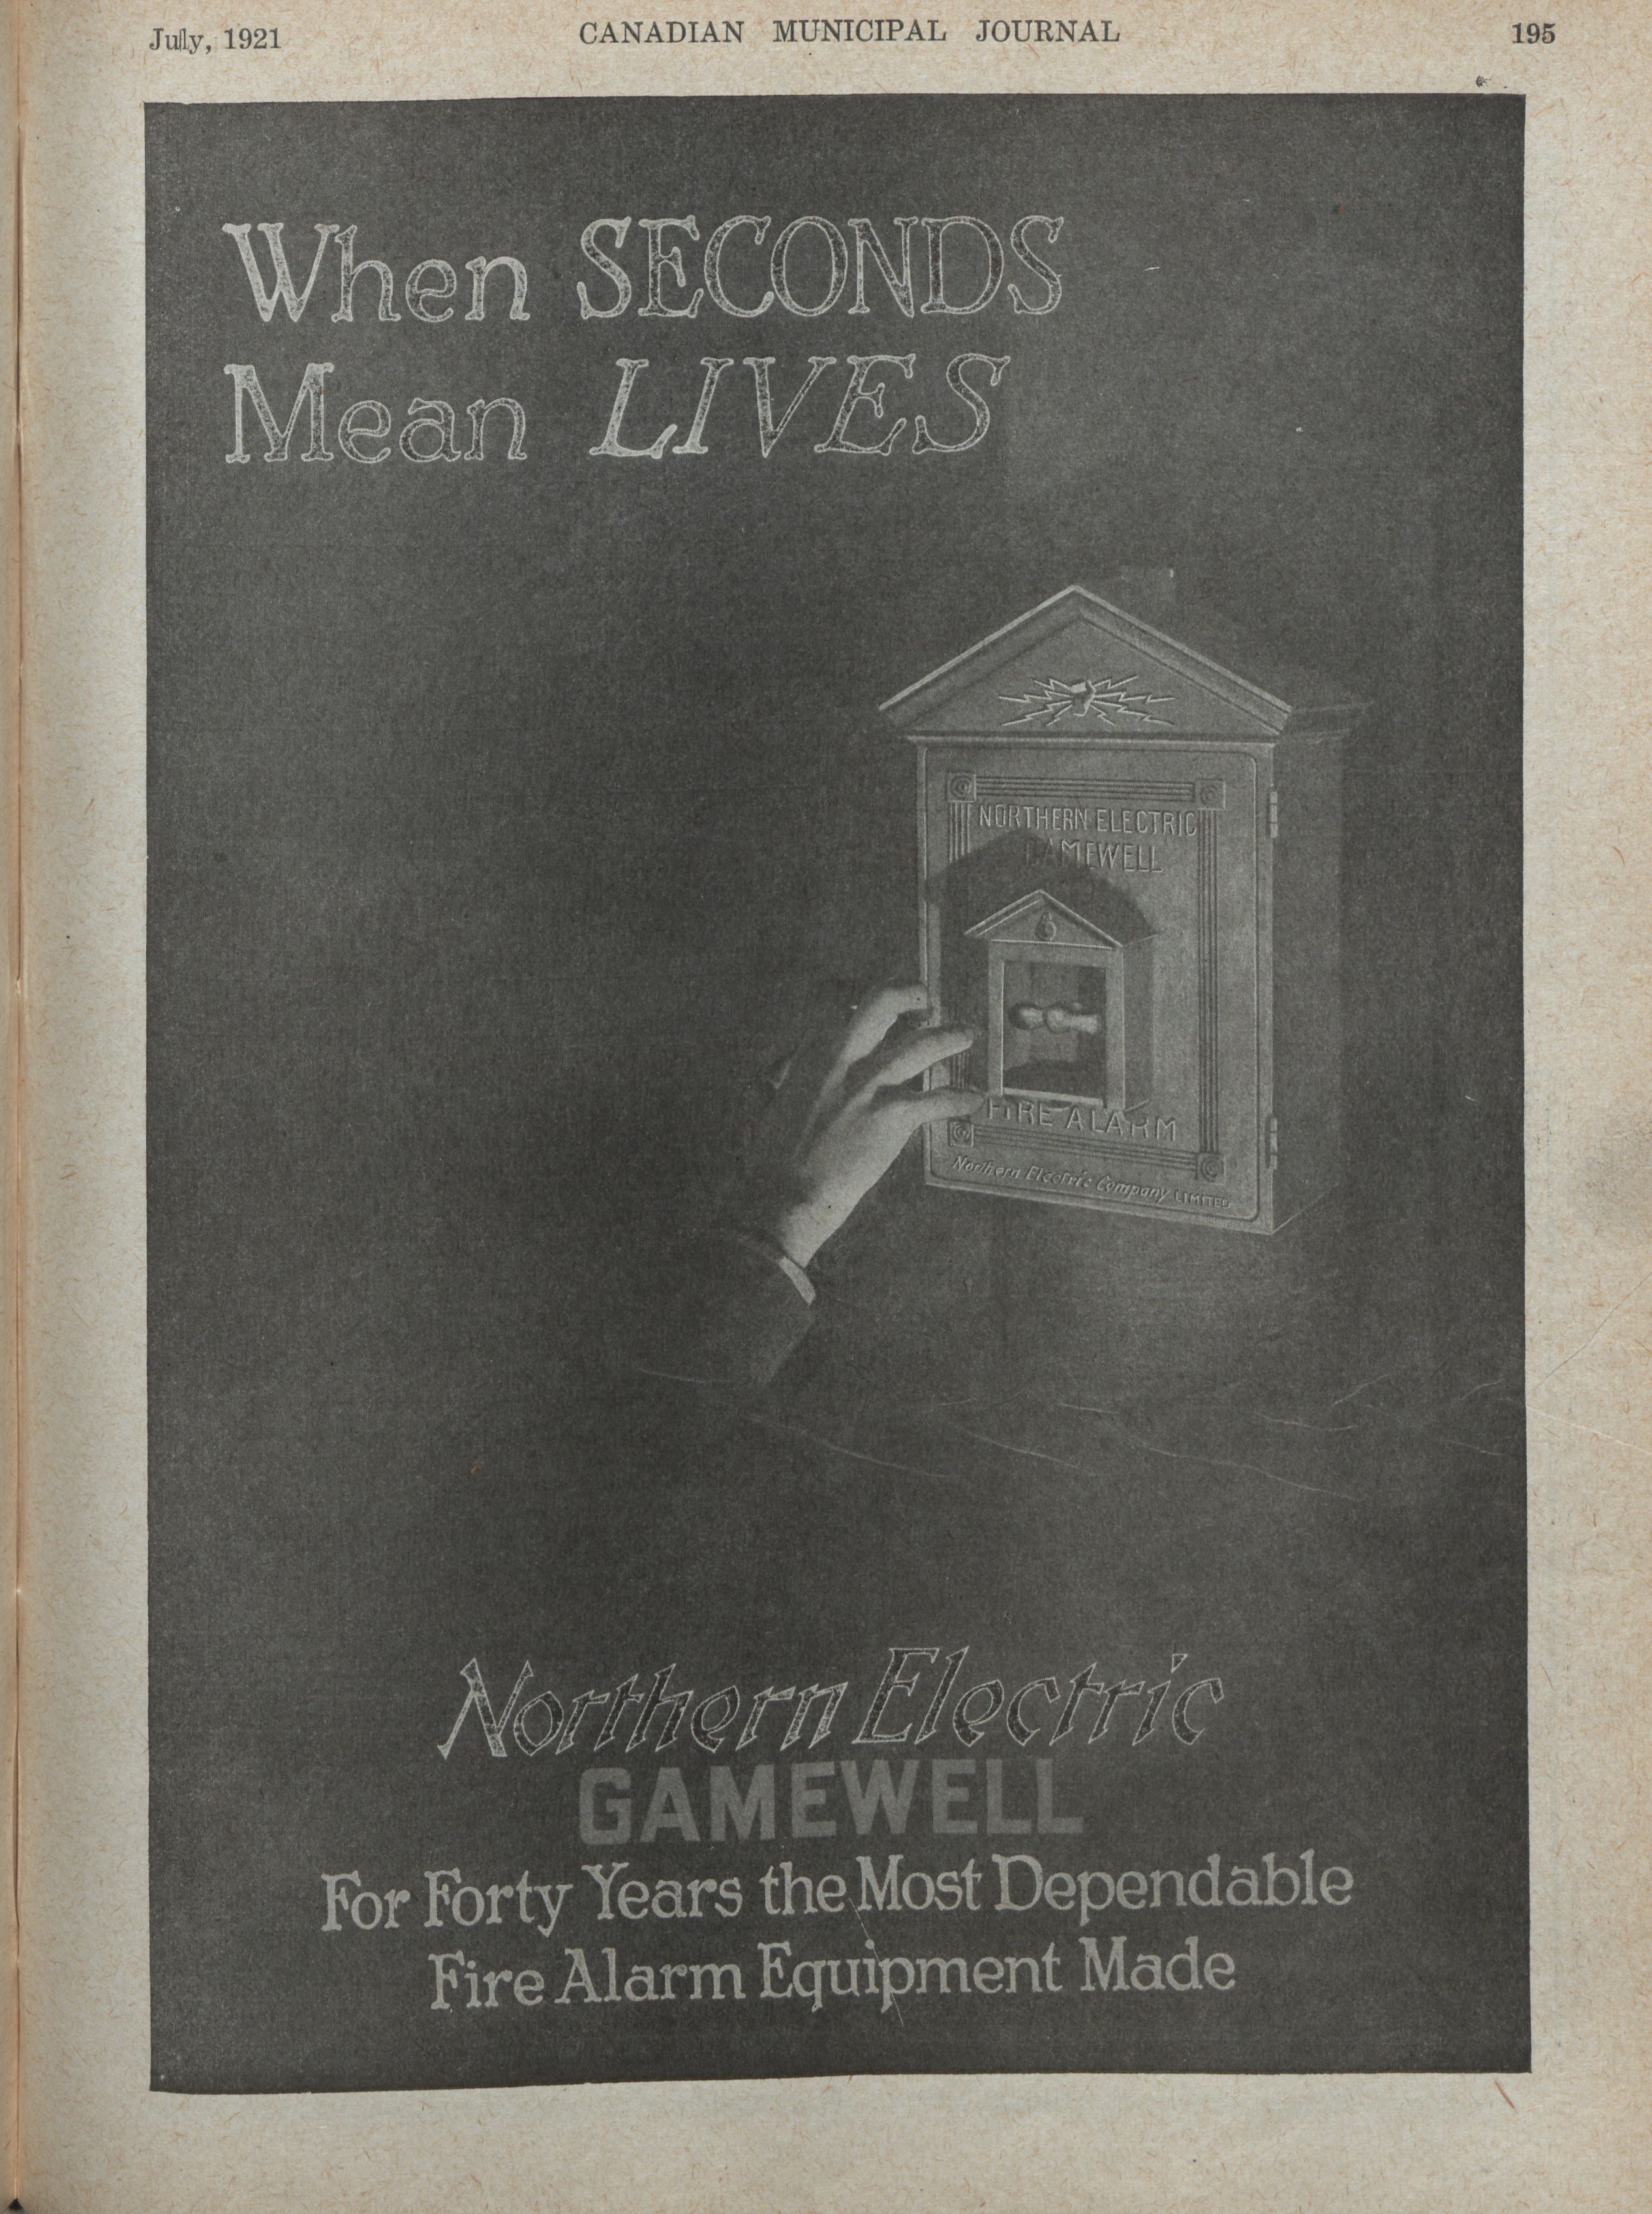 July, 1921 CANADIAN MUNICIPAL JOURNAL 195
When SECONDS
Mean LIVES
NORTHERN ELECTRIC
GAMEWELL
6
FIRE ALARM
Northern Electric Company LIMITED
Northern Electric
GAMEWELL
For Forty Years the Most Dependable
Fire Alarm Equipment Made